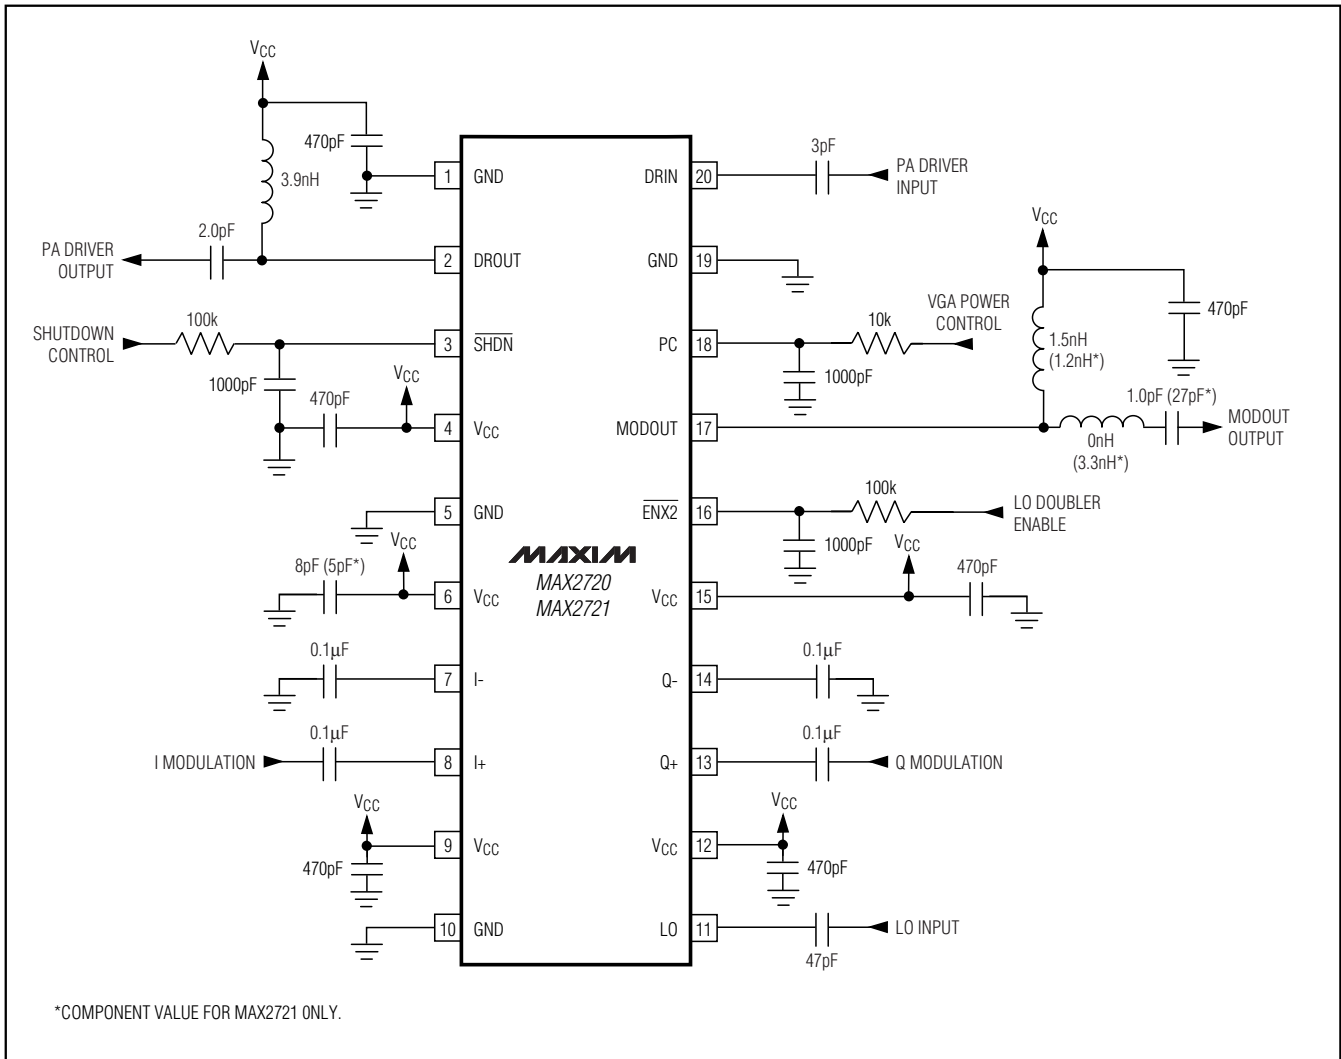 VCC
470pF
3.9nH
2.0pF
PA DRIVER
OUTPUT
SHUTDOWN
CONTROL
100k
1000pF
470pF
VCC
8pF (5pF*)
VCC
0.1µF
I MODULATION
0.1µF
VCC
470pF
1 GND
2 DROUT
3 SHDN
4 VCC
5 GND
6 VCC
7 I-
8 I+
9 VCC
10 GND
MAXIM
MAX2720
MAX2721
DRIN 20
GND 19
PC 18
MODOUT 17
ENX2 16
VCC 15
Q- 14
Q+ 13
VCC 12
LO 11
3pF
PA DRIVER
INPUT
VCC
470pF
1.5nH
(1.2nH*)
VGA POWER
CONTROL
10k
1000pF
1.0pF (27pF*)
MODOUT
OUTPUT
0nH
(3.3nH*)
100k
LO DOUBLER
ENABLE
1000pF
VCC
470pF
0.1µF
0.1µF
Q MODULATION
VCC
470pF
LO INPUT
47pF
*COMPONENT VALUE FOR MAX2721 ONLY.